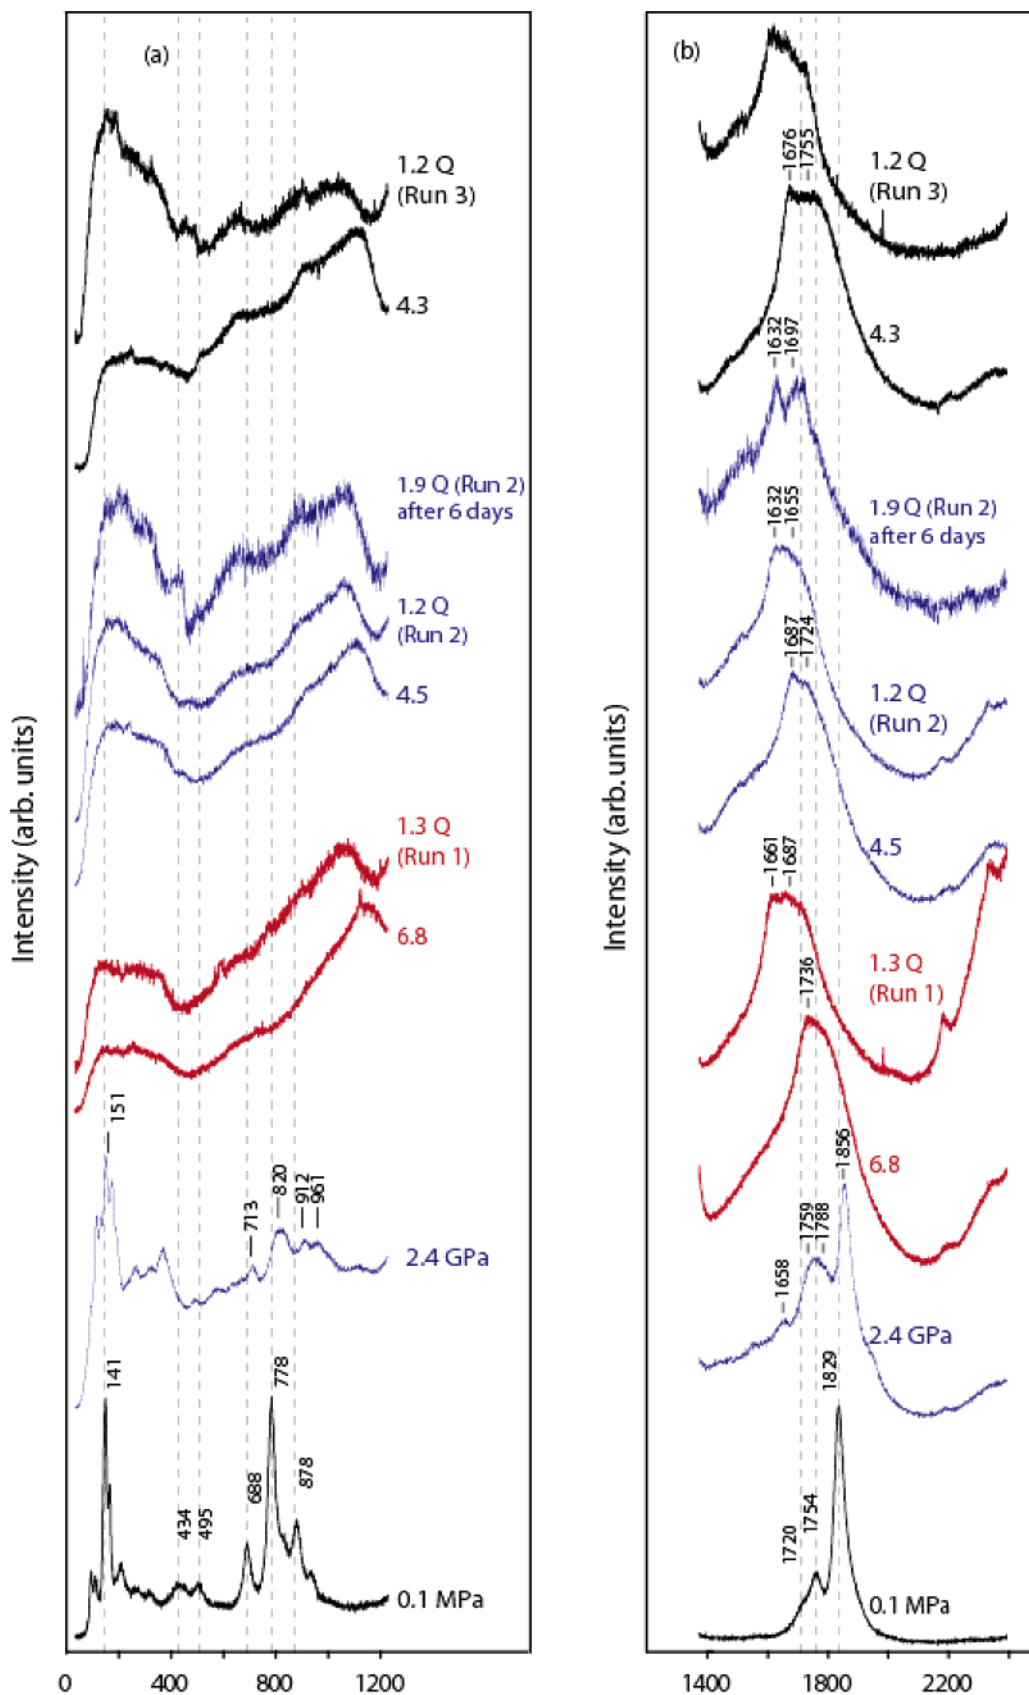 (a)
1.2 Q
(Run 3)
4.3
1.9 Q (Run 2)
after 6 days
1.2 Q
(Run 2)
4.5
1.3 Q
(Run 1)
6.8
151
713
820
912
961
2.4 GPa
141
434
495
688
778
878
0.1 MPa
Intensity (arb. units)
0
400
800
1200
(b)
1.2 Q
(Run 3)
1676
1755
4.3
1632
1697
1.9 Q (Run 2)
after 6 days
1632
1655
1.2 Q
(Run 2)
1687
1724
4.5
1661
1687
1.3 Q
(Run 1)
1736
6.8
1658
1759
1788
1856
2.4 GPa
1720
1754
1829
0.1 MPa
Intensity (arb. units)
1400
1800
2200